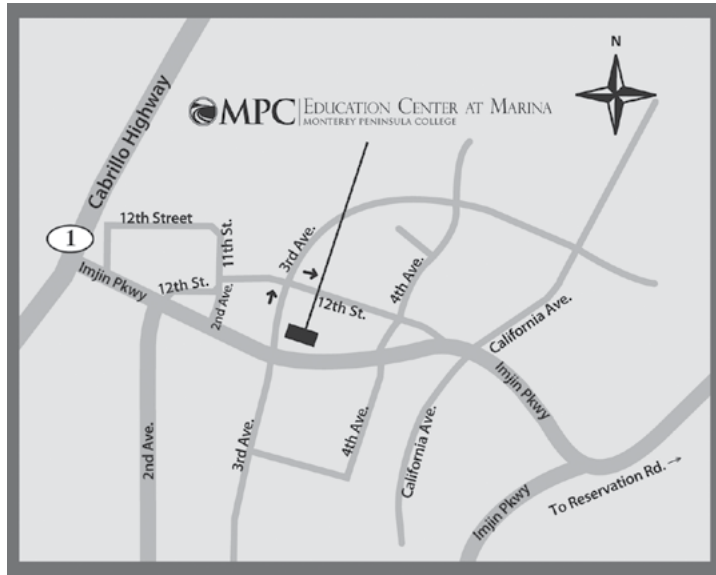 N
MPC EDUCATION CENTER AT MARINA
MONTEREY PENINSULA COLLEGE
Cabrillo Highway
1
12th Street
11th St.
3rd Ave.
Imjin Pkwy
12th St.
2nd Ave.
12th St.
4th Ave.
California Ave.
Imjin Pkwy
2nd Ave.
3rd Ave.
4th Ave.
California Ave.
To Reservation Rd. →
Imjin Pkwy